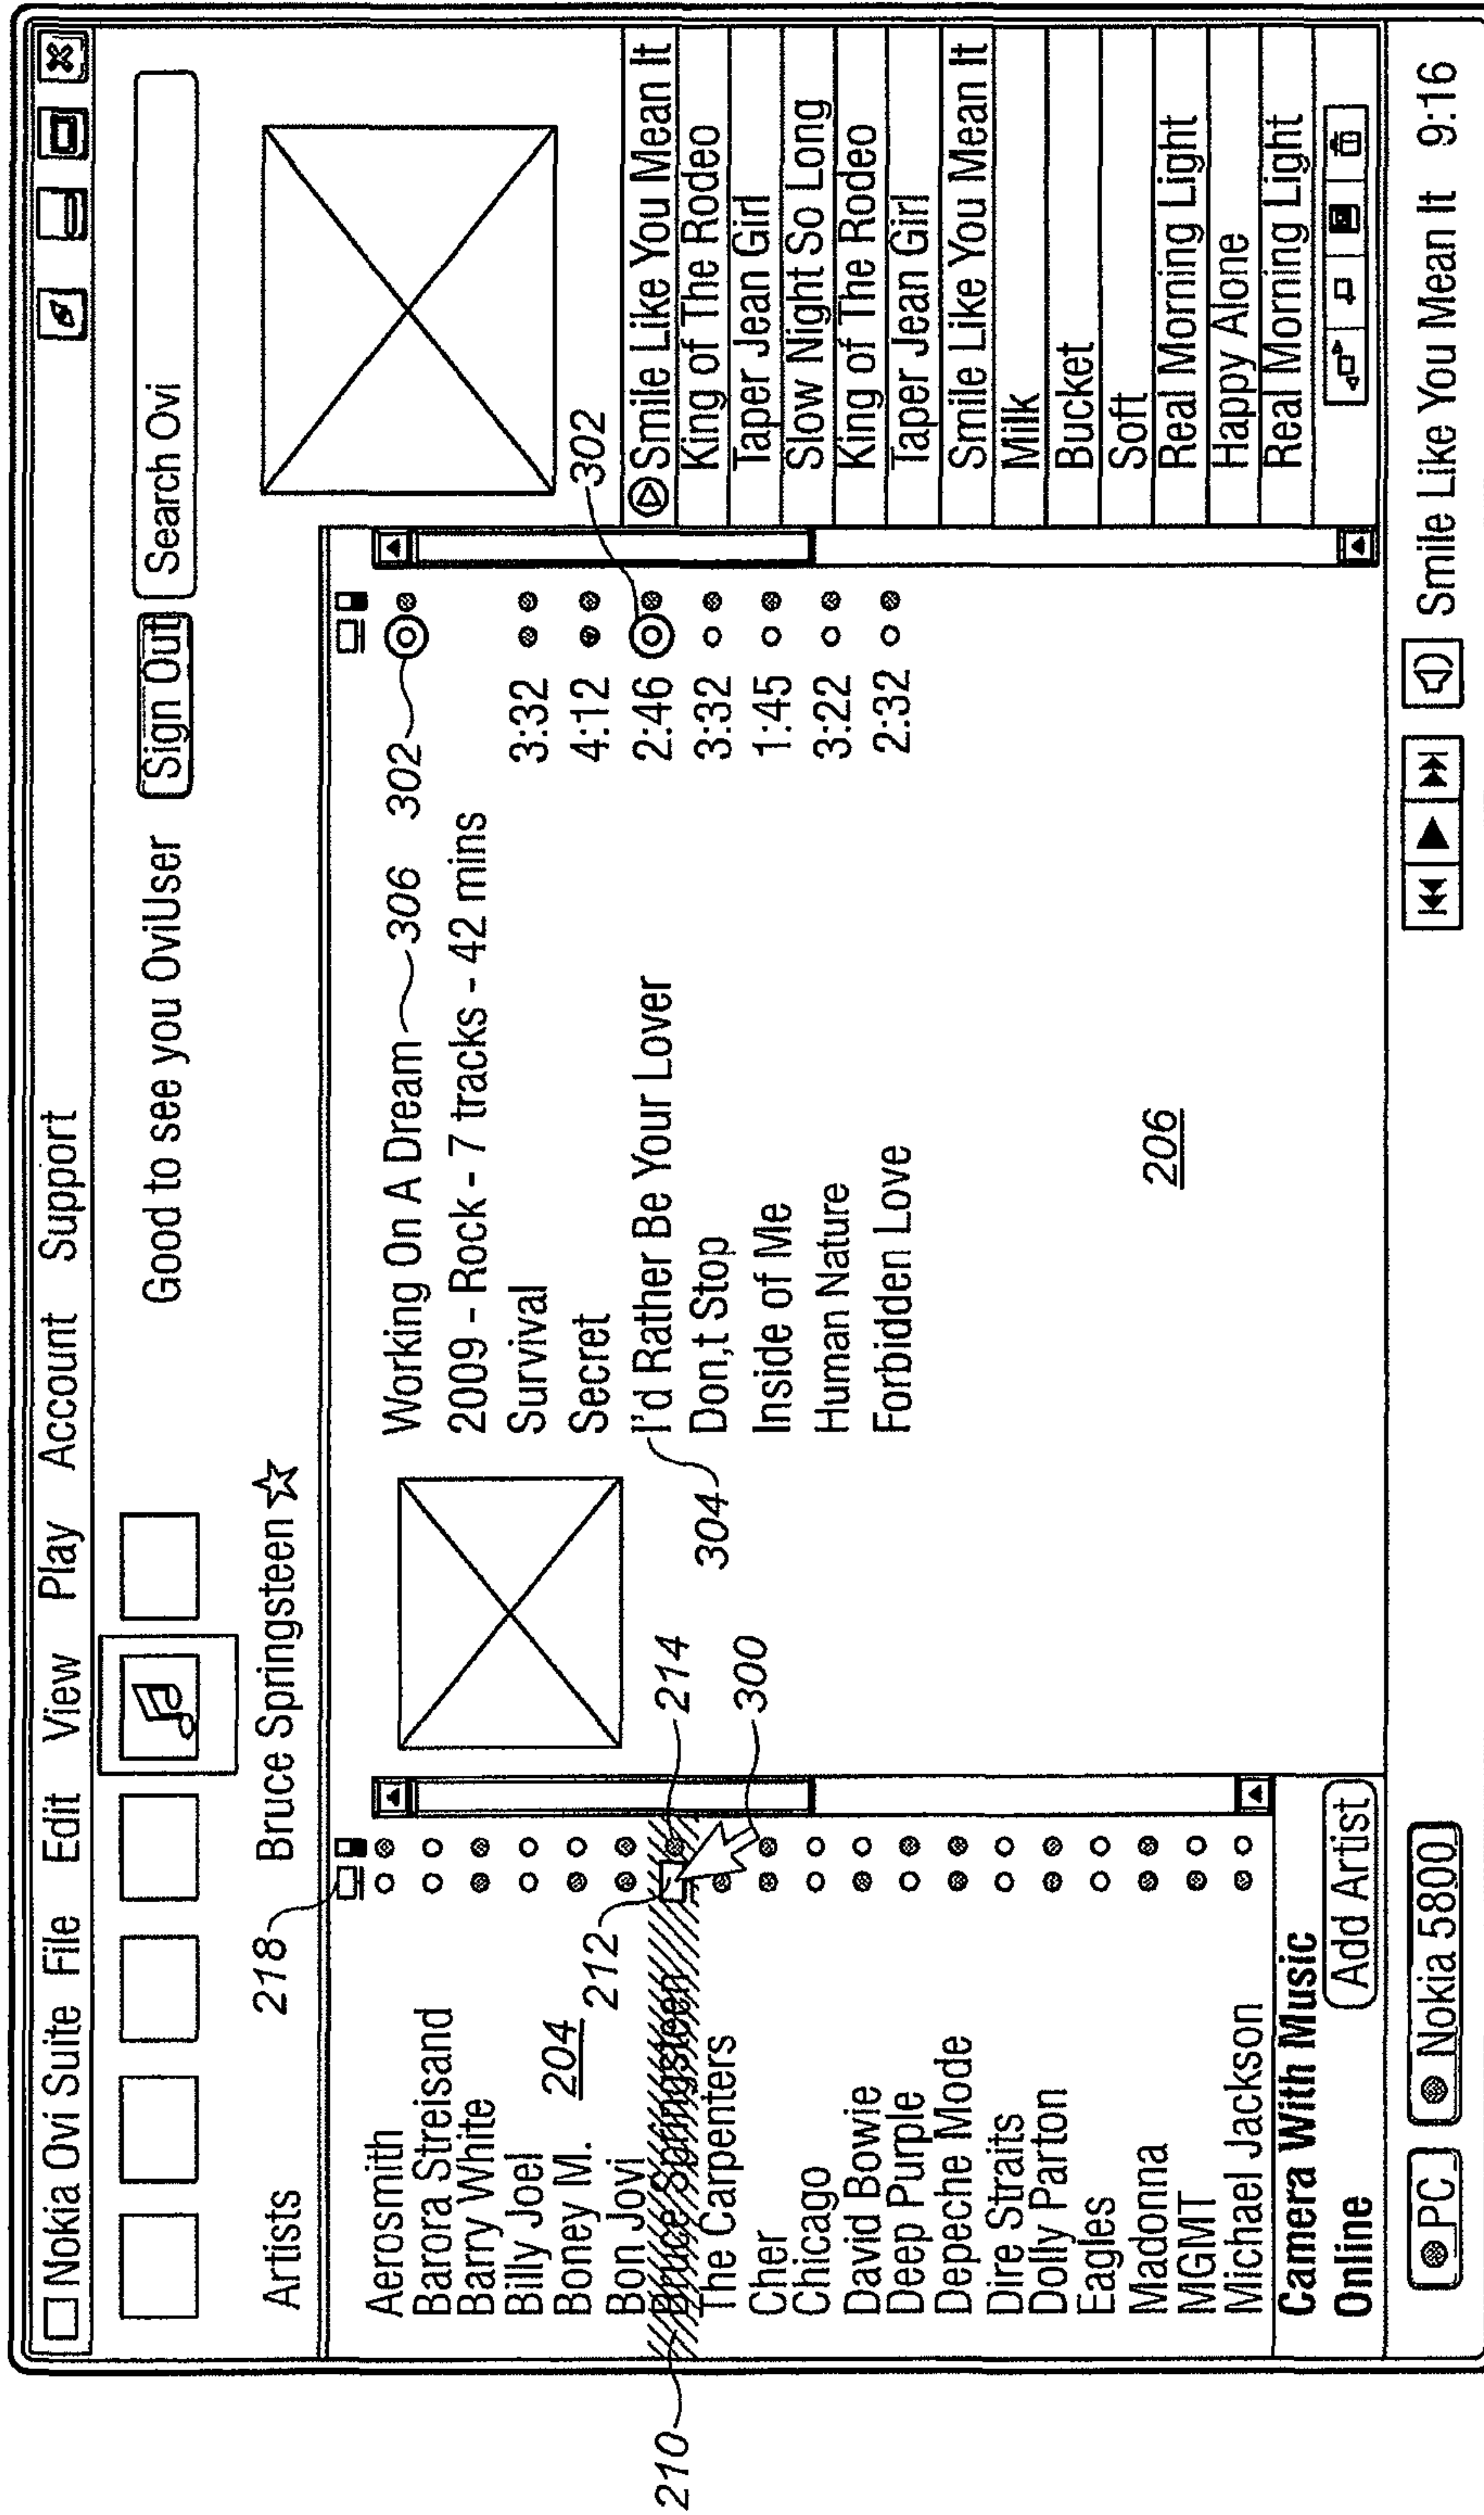 Nokia Ovi Suite File Edit View Play Account Support
Good to see you OviUser Sign Out Search Ovi
Artists 218 Bruce Springsteen ☆
Aerosmith
Barora Streisand
Barry White
Billy Joel
Boney M.
Bon Jovi
Bruce Springsteen
The Carpenters
Cher
Chicago
David Bowie
Deep Purple
Depeche Mode
Dire Straits
Dolly Parton
Eagles
Madonna
MGMT
Michael Jackson
204
212
210
214
300
Camera With Music
Online Add Artist
Working On A Dream 306 302
2009 - Rock - 7 tracks - 42 mins
Survival 3:32
Secret 4:12
I'd Rather Be Your Lover 2:46
Don,t Stop 3:32
Inside of Me 1:45
Human Nature 3:22
Forbidden Love 2:32
304
302
206
Smile Like You Mean It
King of The Rodeo
Taper Jean Girl
Slow Night So Long
King of The Rodeo
Taper Jean Girl
Smile Like You Mean It
Milk
Bucket
Soft
Real Morning Light
Happy Alone
Real Morning Light
PC Nokia 5800 Smile Like You Mean It 9:16